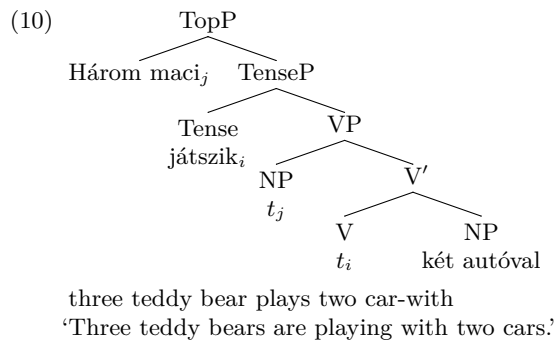 (10) TopP
Három maci_j TenseP
Tense VP
játszik_i
NP V′
t_j
V NP
t_i két autóval
three teddy bear plays two car-with
‘Three teddy bears are playing with two cars.’